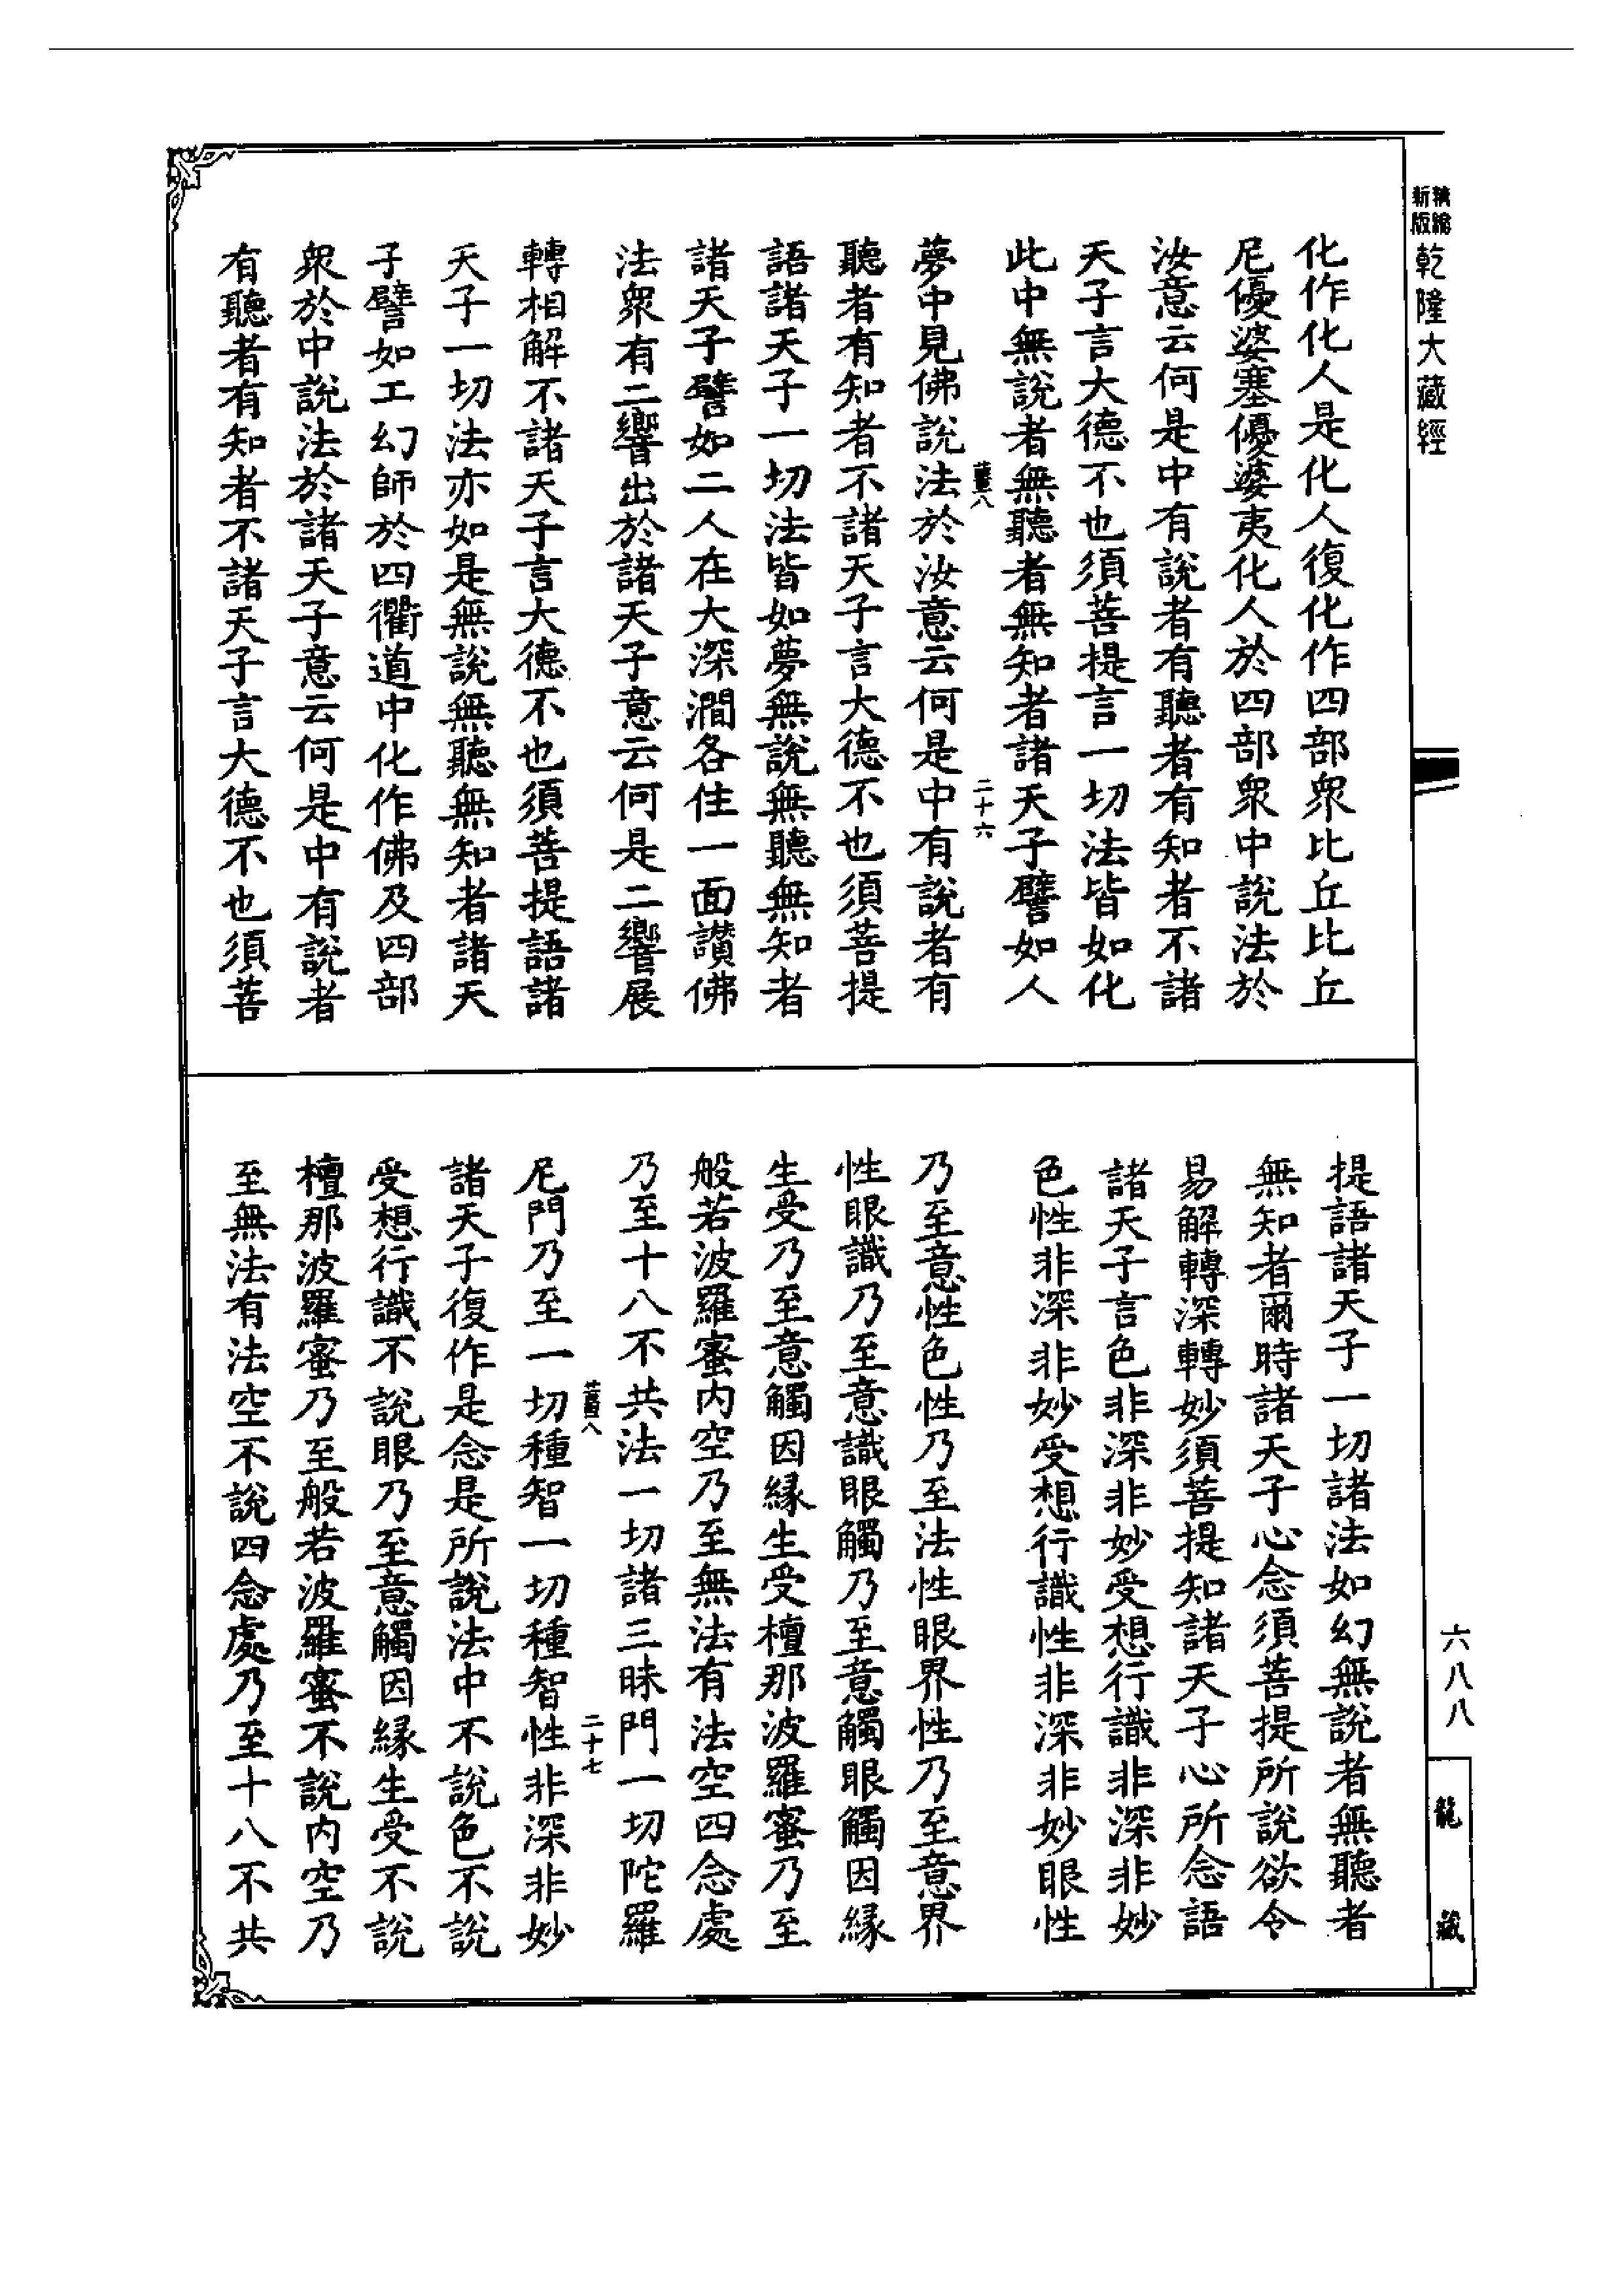 精繪新版
乾隆大藏經
化作化人是化人復化作四部衆比丘比丘
尼優婆塞優婆夷化人於四部衆中說法於
汝意云何是中有說者有聽者有知者不諸
天子言大德不也須菩提言一切法皆如化
此中無說者無聽者無知者諸天子譬如人
薑八
二十六
夢中見佛說法於汝意云何是中有說者有
聽者有知者不諸天子言大德不也須菩提
語諸天子一切法皆如夢無說無聽無知者
諸天子譬如二人在大深澗各住一面讃佛
法衆有二響出於諸天子意云何是二響展
轉相解不諸天子言大德不也須菩提語諸
天子一切法亦如是無說無聽無知者諸天
子譬如工幻師於四衢道中化作佛及四部
衆於中說法於諸天子意云何是中有說者
有聽者有知者不諸天子言大德不也須菩
提語諸天子一切諸法如幻無說者無聽者
無知者爾時諸天子心念須菩提所說欲令
易解轉深轉妙須菩提知諸天子心所念語
諸天子言色非深非妙受想行識非深非妙
色性非深非妙受想行識性非深非妙眼性
乃至意性色性乃至法性眼界性乃至意界
性眼識乃至意識眼觸乃至意觸眼觸因緣
生受乃至意觸因緣生受檀那波羅蜜乃至
般若波羅蜜内空乃至無法有法空四念處
乃至十八不共法一切諸三昧門一切陀羅
薑八
二十七
尼門乃至一切種智一切種智性非深非妙
諸天子復作是念是所說法中不說色不說
受想行識不說眼乃至意觸因緣生受不說
檀那波羅蜜乃至般若波羅蜜不說内空乃
至無法有法空不說四念處乃至十八不共
六八八
龍藏